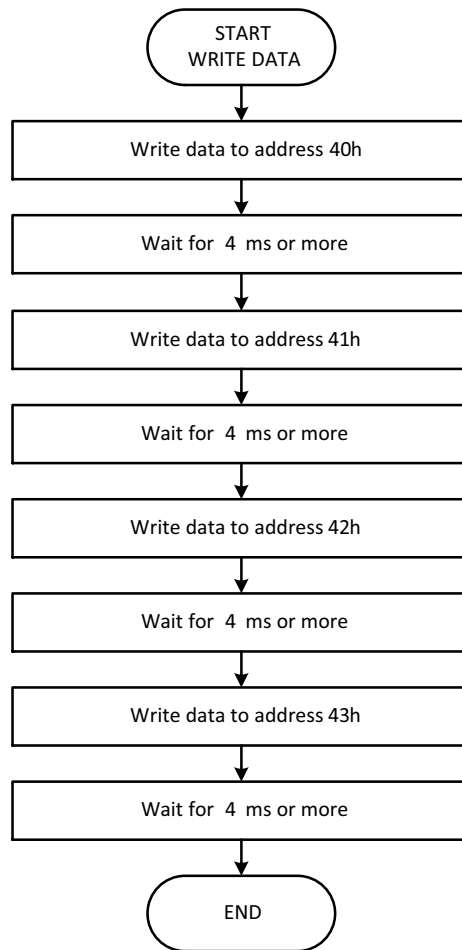 START
WRITE DATA
Write data to address 40h
Wait for 4 ms or more
Write data to address 41h
Wait for 4 ms or more
Write data to address 42h
Wait for 4 ms or more
Write data to address 43h
Wait for 4 ms or more
END